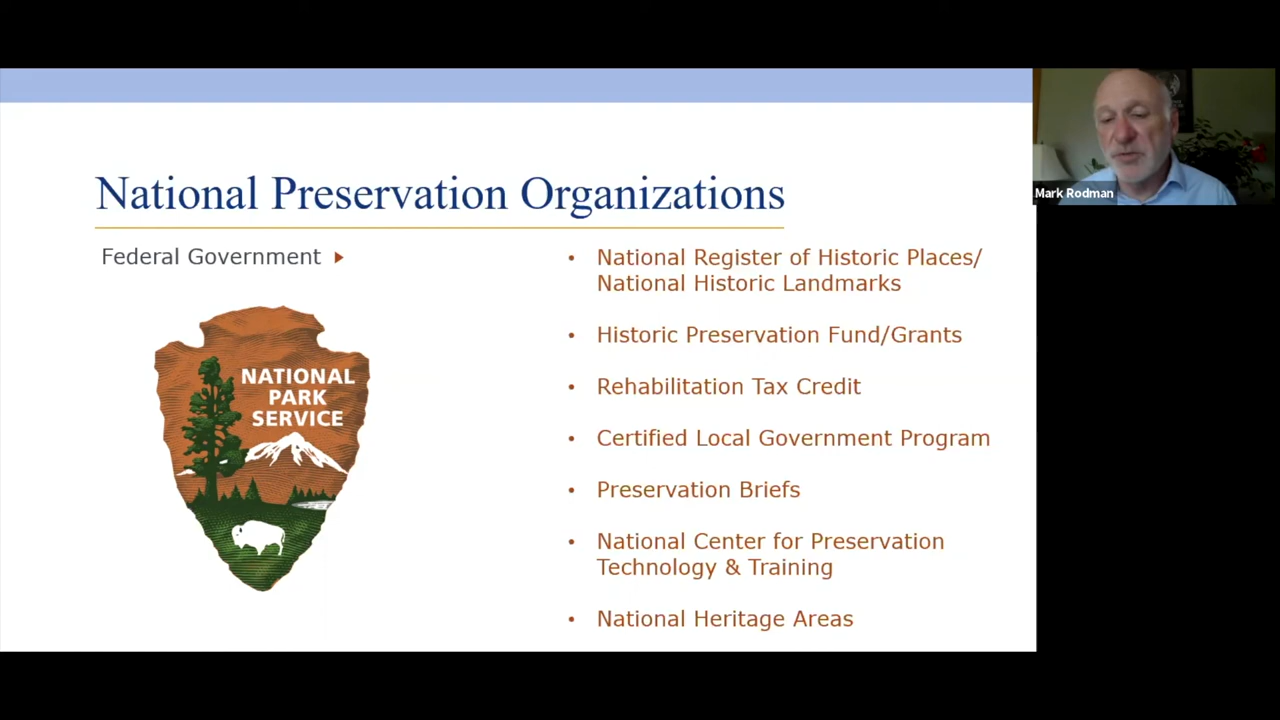 National Preservation Organizations
Federal Government
NATIONAL
PARK
SERVICE
• National Register of Historic Places/
National Historic Landmarks
• Historic Preservation Fund/Grants
• Rehabilitation Tax Credit
• Certified Local Government Program
• Preservation Briefs
• National Center for Preservation
Technology & Training
• National Heritage Areas
Mark Rodman